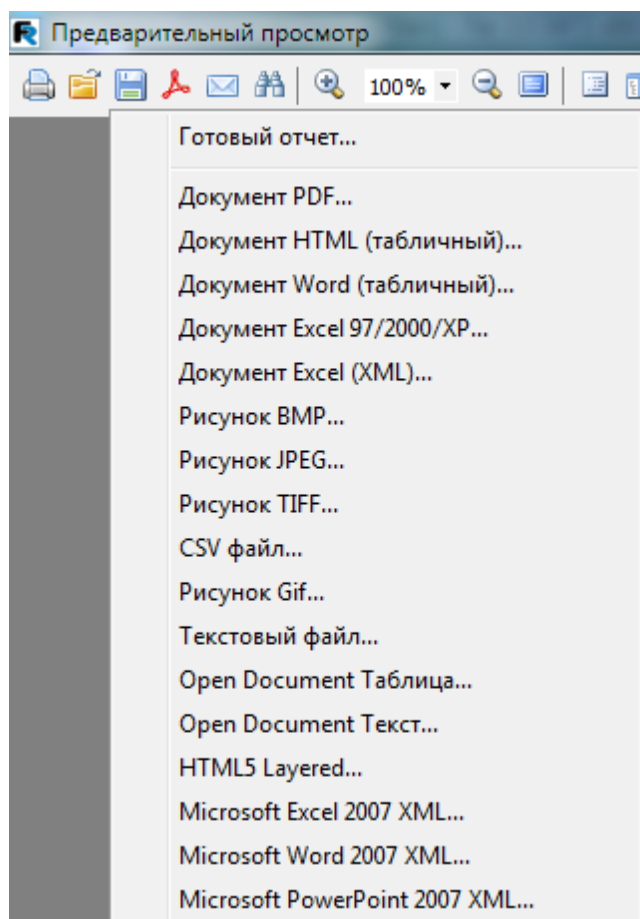 Предварительный просмотр
100%
Готовый отчет...
Документ PDF...
Документ HTML (табличный)...
Документ Word (табличный)...
Документ Excel 97/2000/XP...
Документ Excel (XML)...
Рисунок BMP...
Рисунок JPEG...
Рисунок TIFF...
CSV файл...
Рисунок Gif...
Текстовый файл...
Open Document Таблица...
Open Document Текст...
HTML5 Layered...
Microsoft Excel 2007 XML...
Microsoft Word 2007 XML...
Microsoft PowerPoint 2007 XML...